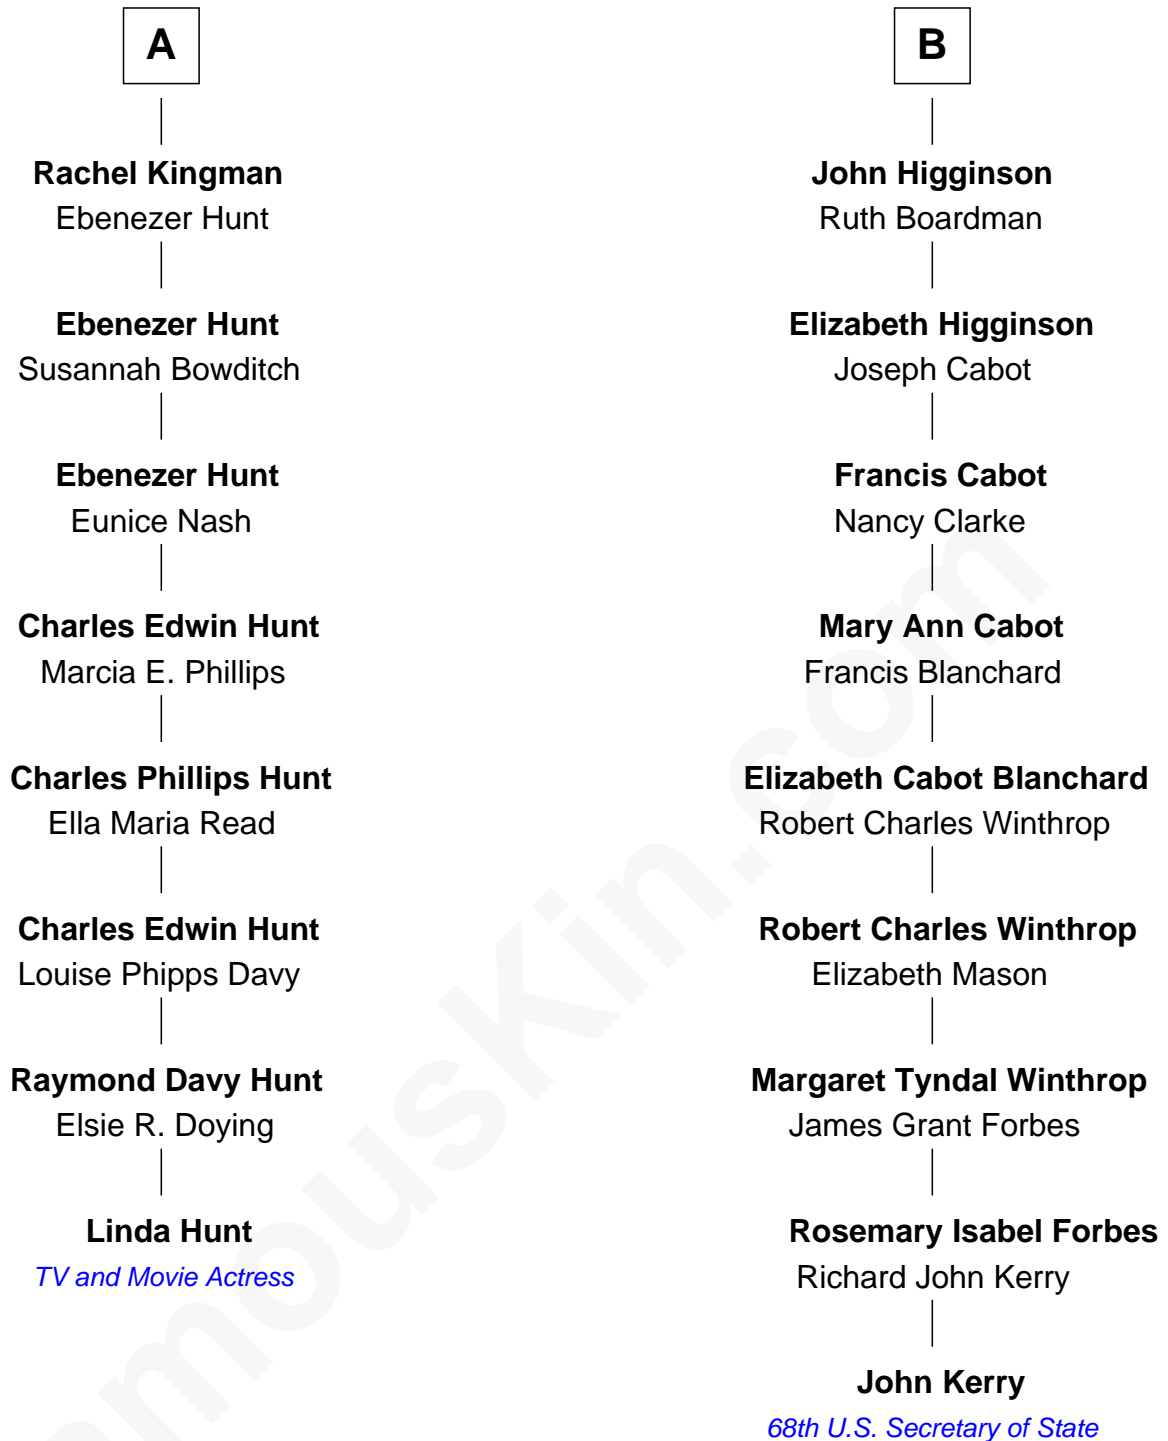 A
Rachel Kingman
Ebenezer Hunt
Ebenezer Hunt
Susannah Bowditch
Ebenezer Hunt
Eunice Nash
Charles Edwin Hunt
Marcia E. Phillips
Charles Phillips Hunt
Ella Maria Read
Charles Edwin Hunt
Louise Phipps Davy
Raymond Davy Hunt
Elsie R. Doying
Linda Hunt
TV and Movie Actress
B
John Higginson
Ruth Boardman
Elizabeth Higginson
Joseph Cabot
Francis Cabot
Nancy Clarke
Mary Ann Cabot
Francis Blanchard
Elizabeth Cabot Blanchard
Robert Charles Winthrop
Robert Charles Winthrop
Elizabeth Mason
Margaret Tyndal Winthrop
James Grant Forbes
Rosemary Isabel Forbes
Richard John Kerry
John Kerry
68th U.S. Secretary of State
amouskin.com